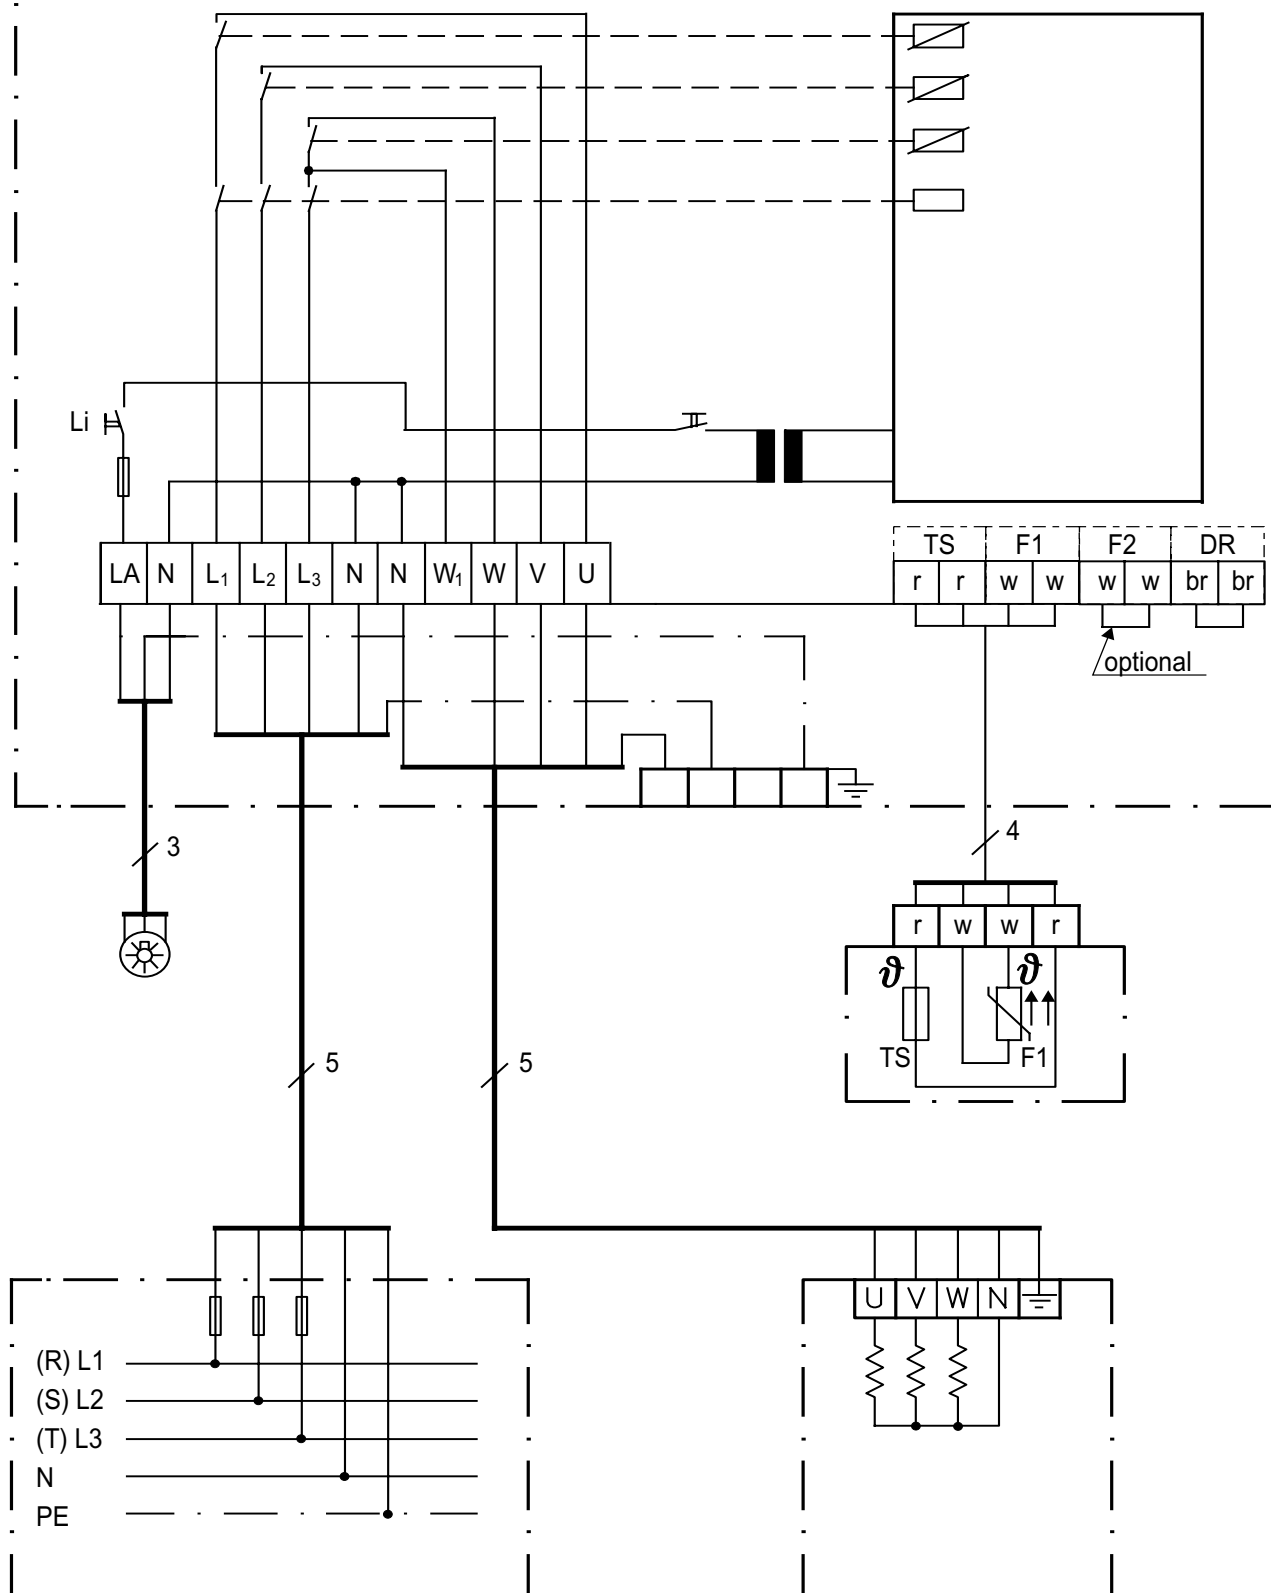 Li
LA N L₁ L₂ L₃ N N W₁ W V U
TS F1 F2 DR
r r w w w w br br
optional
3
4
r w w r
ϑ ϑ
TS F1
5 5
U V W N
(R) L1
(S) L2
(T) L3
N
PE